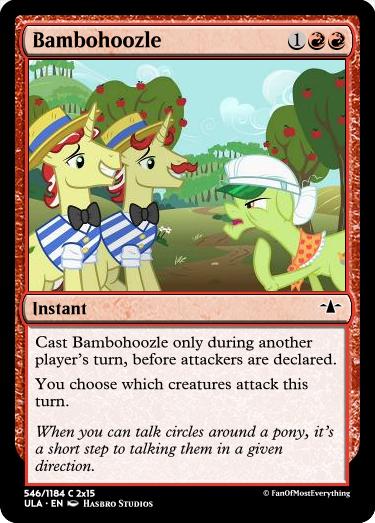 Bambohoozle 1
Instant
Cast Bambohoozle only during another
player's turn, before attackers are declared.
You choose which creatures attack this
turn.
When you can talk circles around a pony, it's
a short step to talking them in a given
direction.
546/1184 C 2x15
ULA • EN Hasbro Studios
© FanOfMostEverything